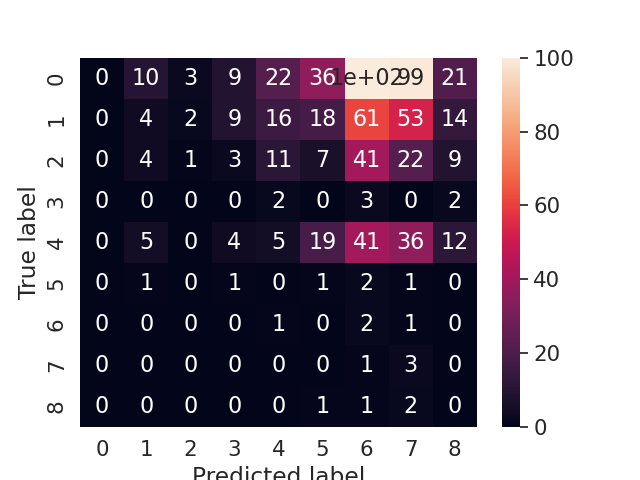 0 0 10 3 9 22 36 1e+02 99 21 100
1 0 4 2 9 16 18 61 53 14 80
2 0 4 1 3 11 7 41 22 9
3 0 0 0 0 2 0 3 0 2 60
4 0 5 0 4 5 19 41 36 12 40
5 0 1 0 1 0 1 2 1 0
6 0 0 0 0 1 0 2 1 0 20
7 0 0 0 0 0 0 1 3 0
8 0 0 0 0 0 1 1 2 0 0
True label
0 1 2 3 4 5 6 7 8
Predicted label